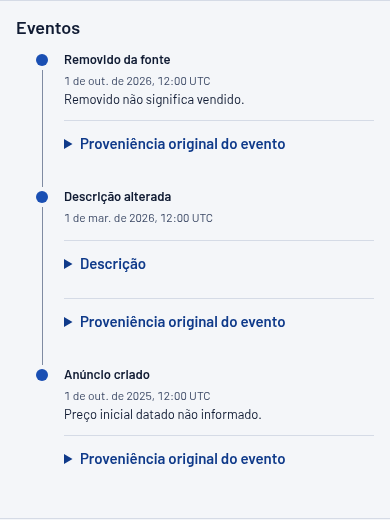 Eventos
Removido da fonte
1 de out. de 2026, 12:00 UTC
Removido não significa vendido.
Proveniência original do evento
Descrição alterada
1 de mar. de 2026, 12:00 UTC
Descrição
Proveniência original do evento
Anúncio criado
1 de out. de 2025, 12:00 UTC
Preço inicial datado não informado.
Proveniência original do evento